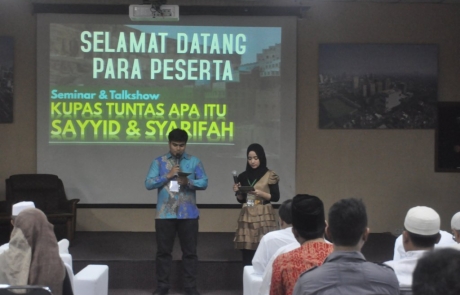 SELAMAT DATANG
PARA PESERTA
Seminar & Talkshow
KUPAS TUNTAS APA ITU
SAYYID & SYARIFAH